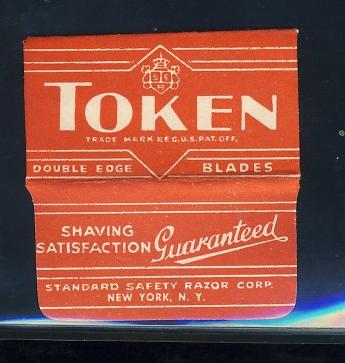 TOKEN
TRADE MARK REG.U.S.PAT.OFF.
DOUBLE EDGE BLADES
SHAVING
SATISFACTION Guaranteed
STANDARD SAFETY RAZOR CORP.
NEW YORK, N. Y.